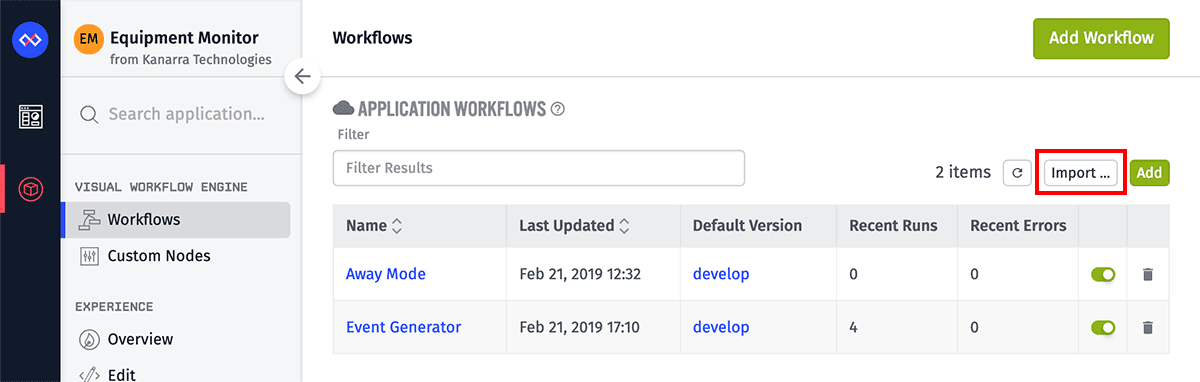 EM
Equipment Monitor
from Kanarra Technologies
Search application...
VISUAL WORKFLOW ENGINE
Workflows
Custom Nodes
EXPERIENCE
Overview
Edit
Workflows
Add Workflow
APPLICATION WORKFLOWS
Filter
Filter Results
2 items Import ... Add
Name Last Updated Default Version Recent Runs Recent Errors
Away Mode Feb 21, 2019 12:32 develop 0 0
Event Generator Feb 21, 2019 17:10 develop 4 0